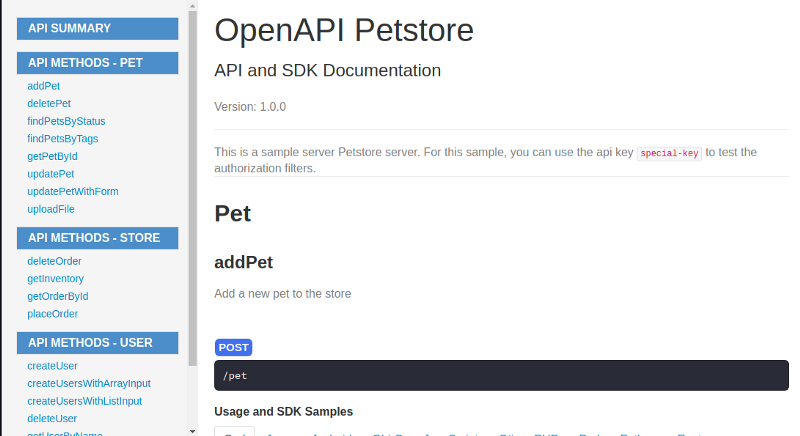 API SUMMARY
API METHODS - PET
addPet
deletePet
findPetsByStatus
findPetsByTags
getPetById
updatePet
updatePetWithForm
uploadFile
API METHODS - STORE
deleteOrder
getInventory
getOrderById
placeOrder
API METHODS - USER
createUser
createUsersWithArrayInput
createUsersWithListInput
deleteUser
getUserByName
OpenAPI Petstore
API and SDK Documentation
Version: 1.0.0
This is a sample server Petstore server. For this sample, you can use the api key special-key to test the
authorization filters.
Pet
addPet
Add a new pet to the store
POST
/pet
Usage and SDK Samples